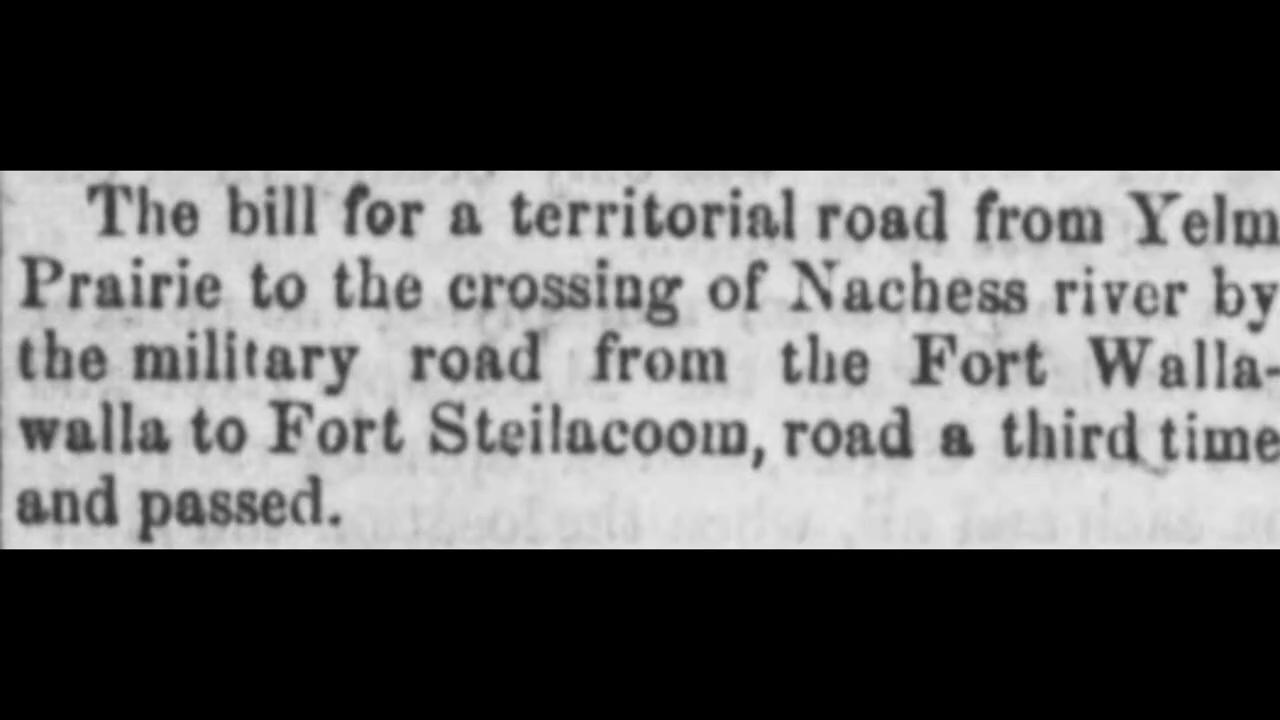 The bill for a territorial road from Yelm
Prairie to the crossing of Nachess river by
the military road from the Fort Walla-
walla to Fort Steilacoom, road a third time
and passed.